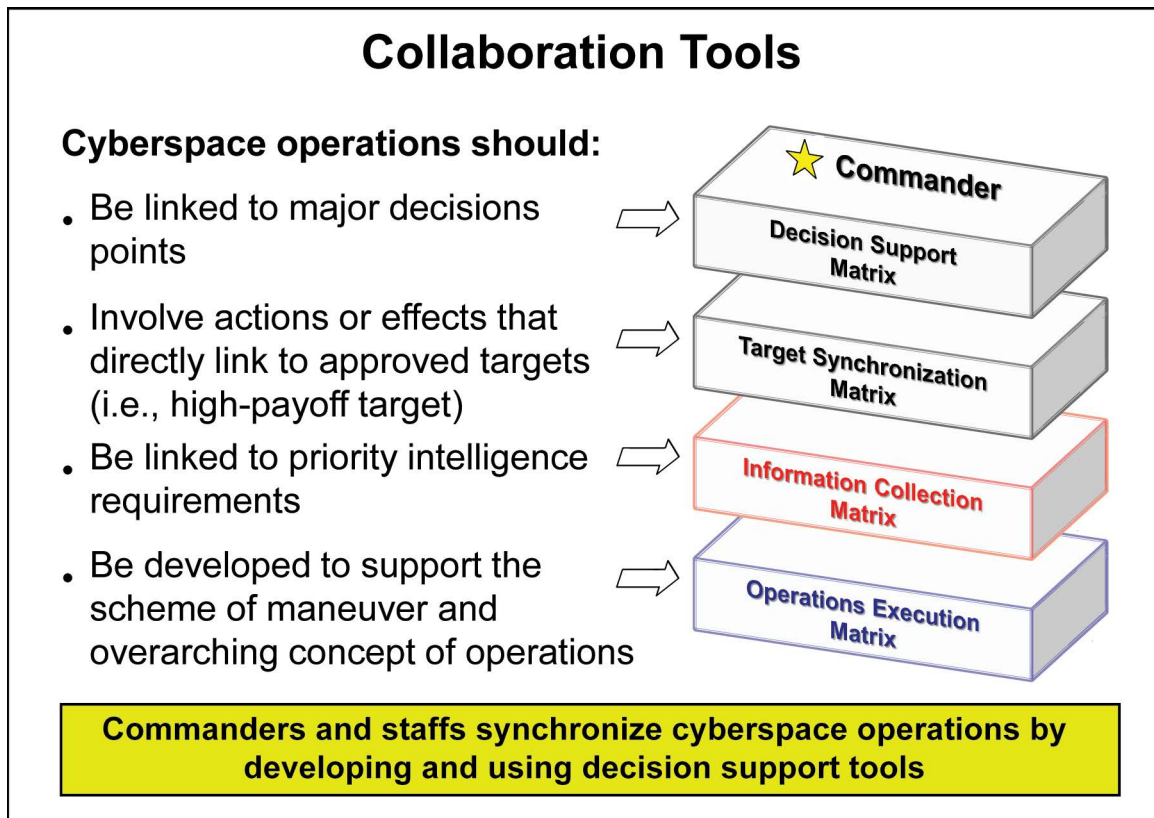 Collaboration Tools
Cyberspace operations should:
• Be linked to major decisions
points
• Involve actions or effects that
directly link to approved targets
(i.e., high-payoff target)
• Be linked to priority intelligence
requirements
• Be developed to support the
scheme of maneuver and
overarching concept of operations
Commander
Decision Support
Matrix
Target Synchronization
Matrix
Information Collection
Matrix
Operations Execution
Matrix
Commanders and staffs synchronize cyberspace operations by
developing and using decision support tools